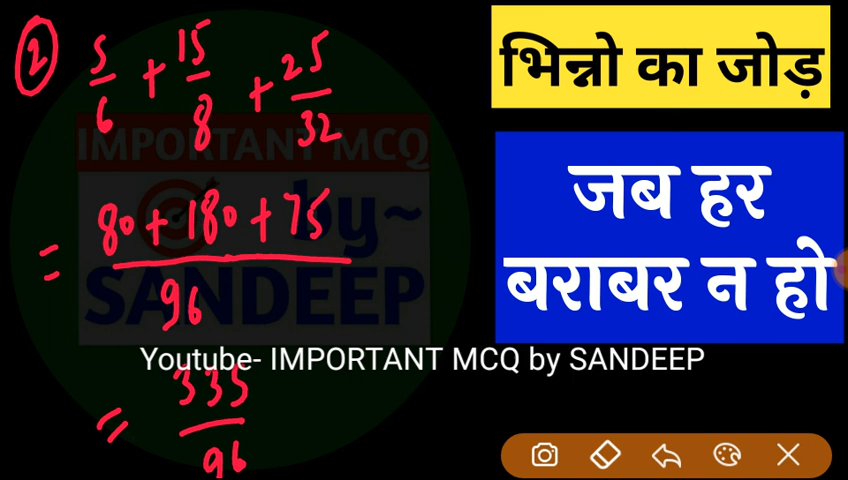 2 5/6 + 15/8 + 25/32
= 80+180+75/96
= 335/96
भिन्नो का जोड़
जब हर
बराबर न हो
IMPORTANT MCQ
by~
SANDEEP
Youtube- IMPORTANT MCQ by SANDEEP